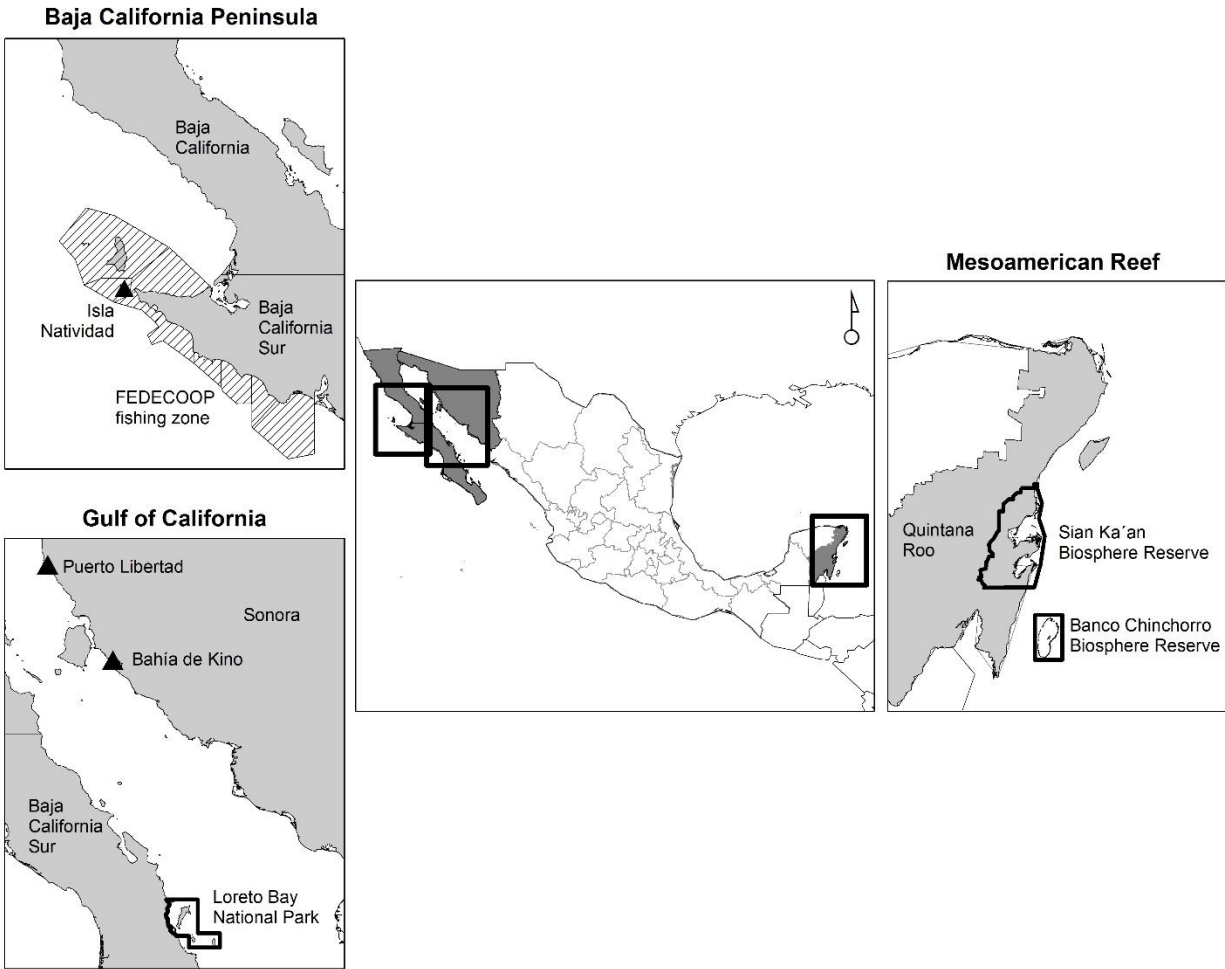 Baja California Peninsula
Baja
California
Isla
Natividad
Baja
California
Sur
FEDECOOP
fishing zone
Gulf of California
Puerto Libertad
Sonora
Bahía de Kino
Baja
California
Sur
Loreto Bay
National Park
Mesoamerican Reef
Quintana
Roo
Sian Ka´an
Biosphere Reserve
Banco Chinchorro
Biosphere Reserve